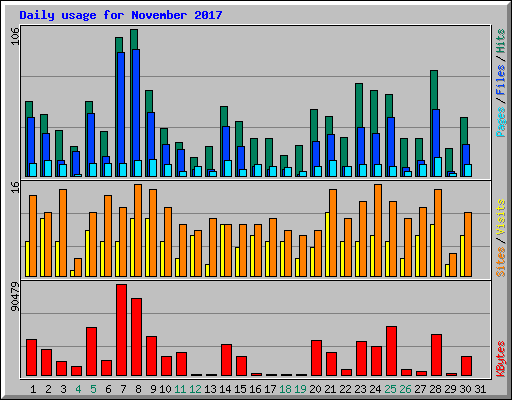 Daily usage for November 2017
106
Pages / Files / Hits
16
Sites / Visits
90479
KBytes
1 2 3 4 5 6 7 8 9 10 11 12 13 14 15 16 17 18 19 20 21 22 23 24 25 26 27 28 29 30 31